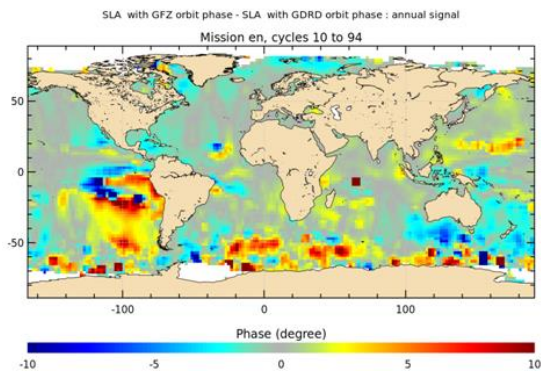 SLA with GFZ orbit phase - SLA with GDRD orbit phase : annual signal
Mission en, cycles 10 to 94
50
0
-50
-100 0 100
Phase (degree)
-10 -5 0 5 10